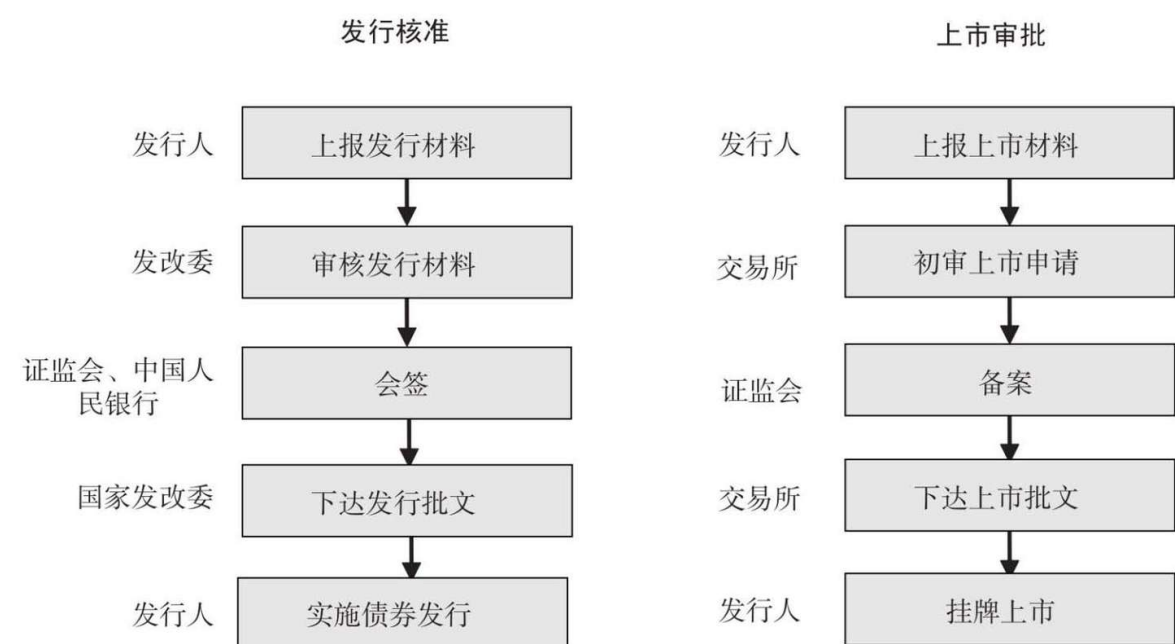 发行核准
上市审批
发行人
上报发行材料
发改委
审核发行材料
证监会、中国人
民银行
会签
国家发改委
下达发行批文
发行人
实施债券发行
发行人
上报上市材料
交易所
初审上市申请
证监会
备案
交易所
下达上市批文
发行人
挂牌上市